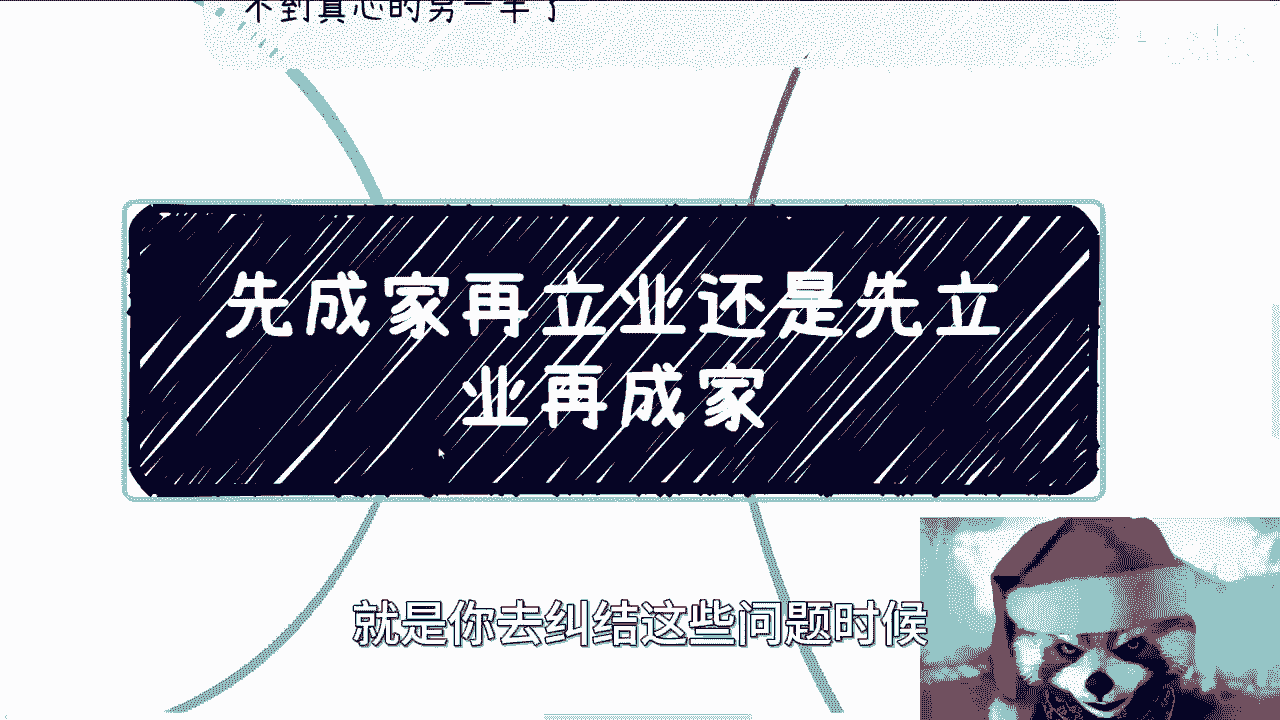 不到真心的另一半了
先成家再立业还是先立
业再成家
就是你去纠结这些问题时候